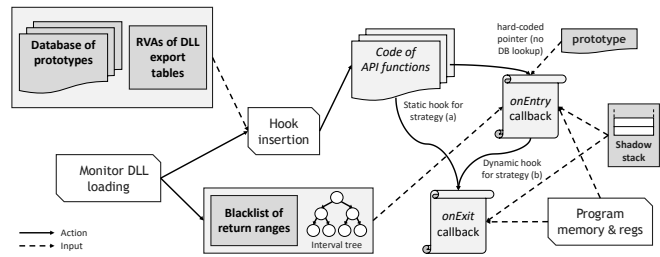 Database of
prototypes
RVAs of DLL
export
tables
Code of
API functions
hard-coded
pointer (no
DB lookup)
prototype
onEntry
callback
Static hook for
strategy (a)
Hook
insertion
Shadow
stack
Monitor DLL
loading
Dynamic hook
for strategy (b)
Blacklist of
return ranges
Interval tree
onExit
callback
Program
memory & regs
Action
Input